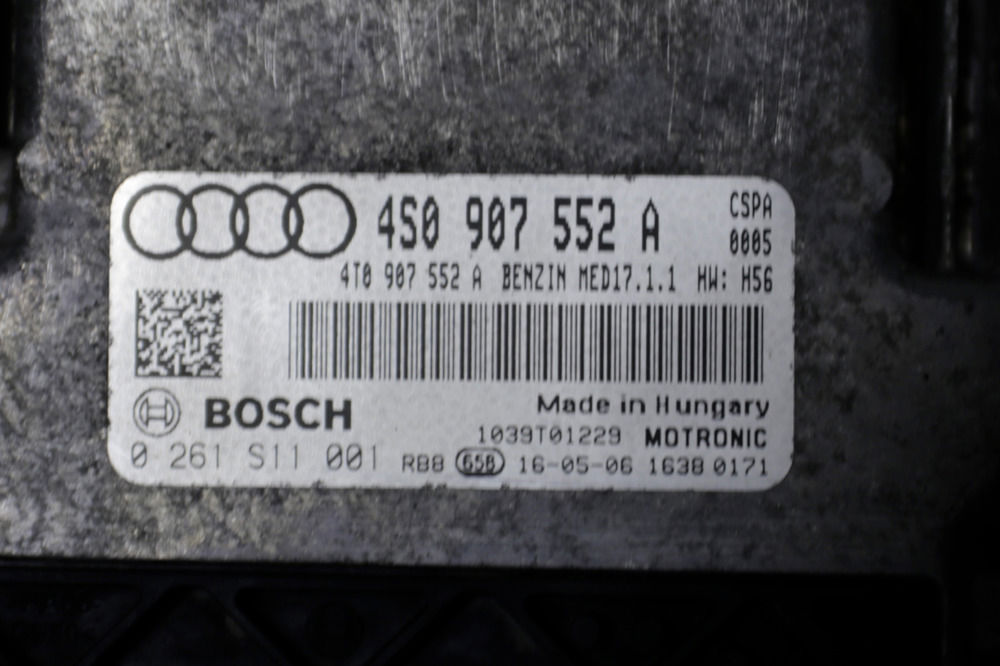 4S0 907 552 A
CSPA
0005
4T0 907 552 A BENZIN MED17.1.1 HW: H56
BOSCH
Made in Hungary
1039T01229 MOTRONIC
0 261 S11 001 RB8 65B 16-05-06 1638 0171